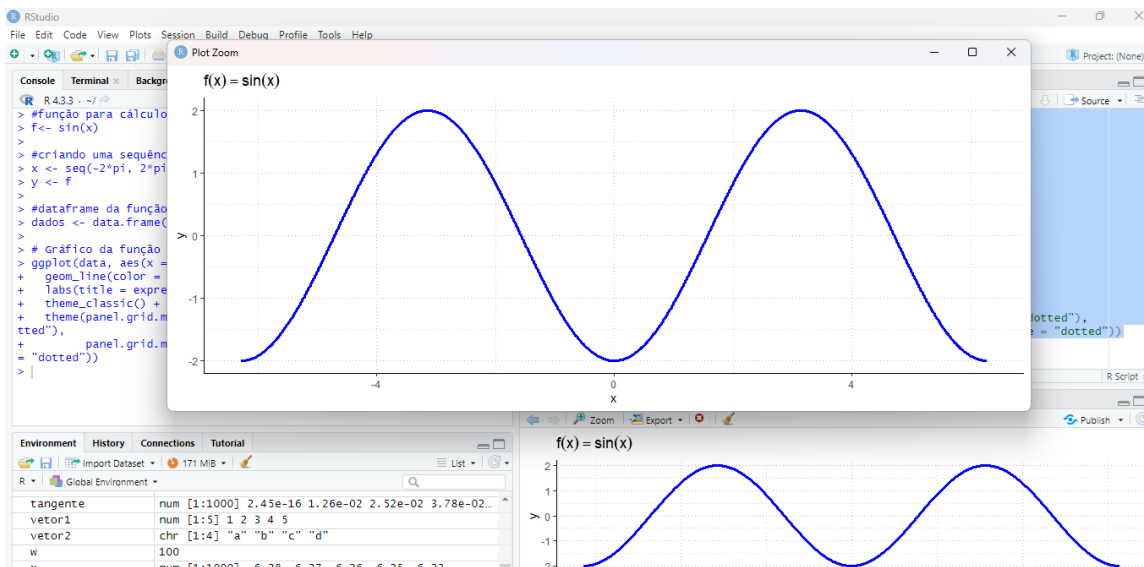 RStudio
File Edit Code View Plots Session Build Debug Profile Tools Help
Project: (None)
Console Terminal Backgr
R 4.3.3 · ~/
> #função para cálculo
> f<- sin(x)
>
> #criando uma sequênc
> x <- seq(-2*pi, 2*pi
> y <- f
>
> #dataframe da função
> dados <- data.frame(
>
> # Gráfico da função
> ggplot(data, aes(x =
+ geom_line(color =
+ labs(title = expre
+ theme_classic() +
+ theme(panel.grid.m
tted"),
+ panel.grid.m
= "dotted"))
>
Plot Zoom
f(x) = sin(x)
2
1
0
-1
-2
y
-4 0 4
x
Source
dotted"),
e = "dotted"))
R Script
Environment History Connections Tutorial
Import Dataset 171 MiB List
R Global Environment
tangente num [1:1000] 2.45e-16 1.26e-02 2.52e-02 3.78e-02…
vetor1 num [1:5] 1 2 3 4 5
vetor2 chr [1:4] "a" "b" "c" "d"
w 100
Zoom Export Publish
f(x) = sin(x)
2
1
0
-1
y